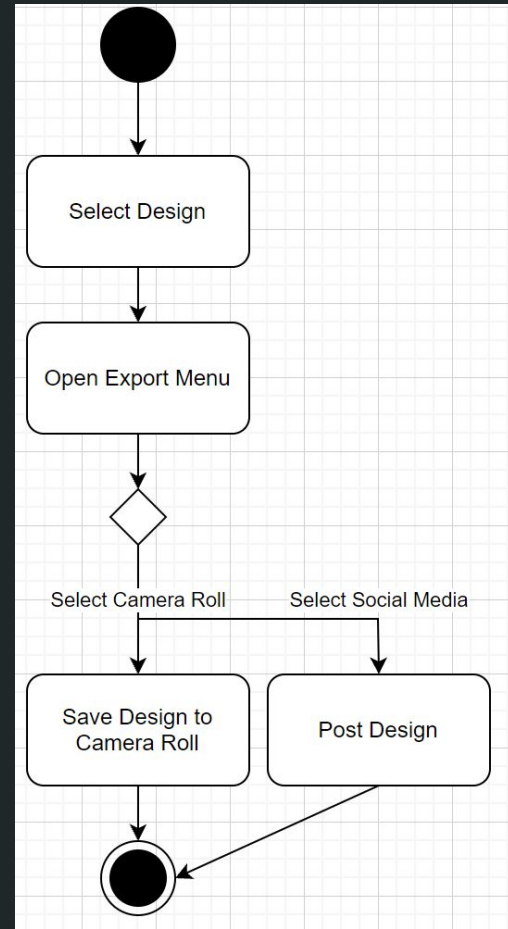 Select Design
Open Export Menu
Select Camera Roll
Select Social Media
Save Design to
Camera Roll
Post Design